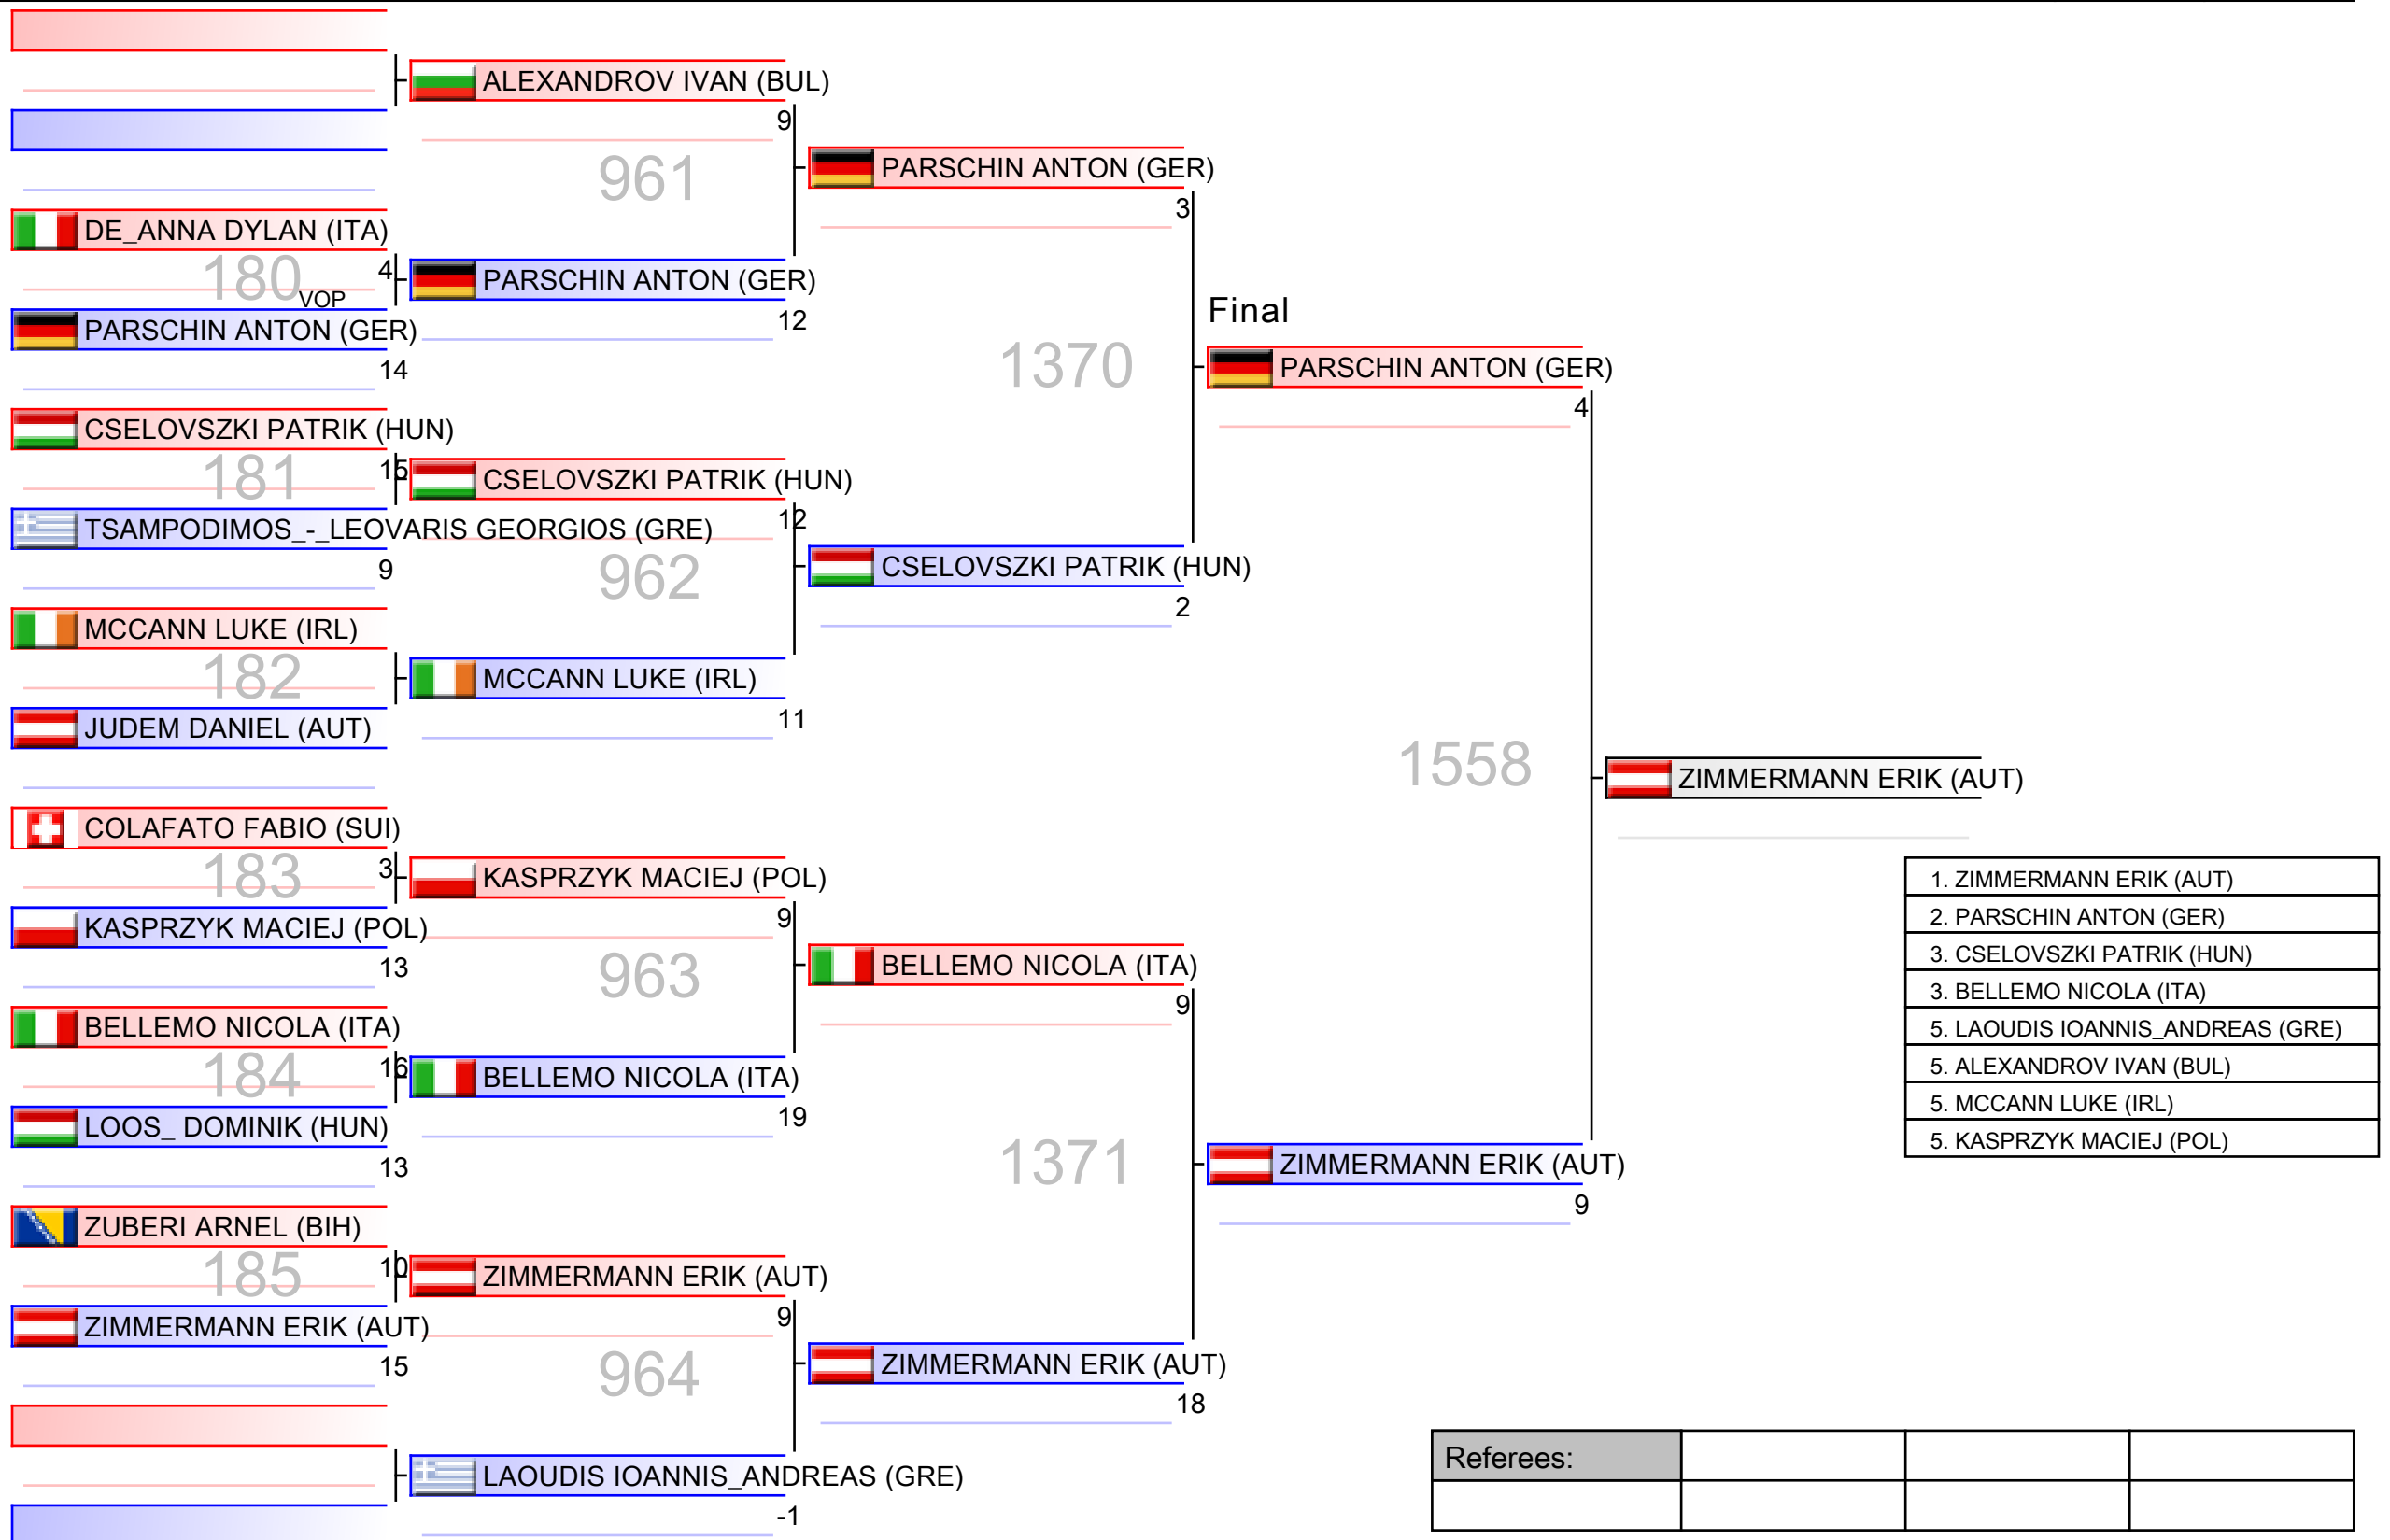 ALEXANDROV IVAN (BUL)
9
961
PARSCHIN ANTON (GER)
3
DE_ANNA DYLAN (ITA)
180
VOP
4
PARSCHIN ANTON (GER)
12
PARSCHIN ANTON (GER)
14
Final
1370
PARSCHIN ANTON (GER)
4
CSELOVSZKI PATRIK (HUN)
181
15
CSELOVSZKI PATRIK (HUN)
12
TSAMPODIMOS_-_LEOVARIS GEORGIOS (GRE)
9
962
CSELOVSZKI PATRIK (HUN)
2
MCCANN LUKE (IRL)
182
MCCANN LUKE (IRL)
11
JUDEM DANIEL (AUT)
1558
ZIMMERMANN ERIK (AUT)
COLAFATO FABIO (SUI)
183
3
KASPRZYK MACIEJ (POL)
9
KASPRZYK MACIEJ (POL)
13
963
BELLEMO NICOLA (ITA)
9
BELLEMO NICOLA (ITA)
184
16
BELLEMO NICOLA (ITA)
19
LOOS_ DOMINIK (HUN)
13
1371
ZIMMERMANN ERIK (AUT)
9
ZUBERI ARNEL (BIH)
185
10
ZIMMERMANN ERIK (AUT)
9
ZIMMERMANN ERIK (AUT)
15
964
ZIMMERMANN ERIK (AUT)
18
LAOUDIS IOANNIS_ANDREAS (GRE)
-1
1. ZIMMERMANN ERIK (AUT)
2. PARSCHIN ANTON (GER)
3. CSELOVSZKI PATRIK (HUN)
3. BELLEMO NICOLA (ITA)
5. LAOUDIS IOANNIS_ANDREAS (GRE)
5. ALEXANDROV IVAN (BUL)
5. MCCANN LUKE (IRL)
5. KASPRZYK MACIEJ (POL)
Referees: